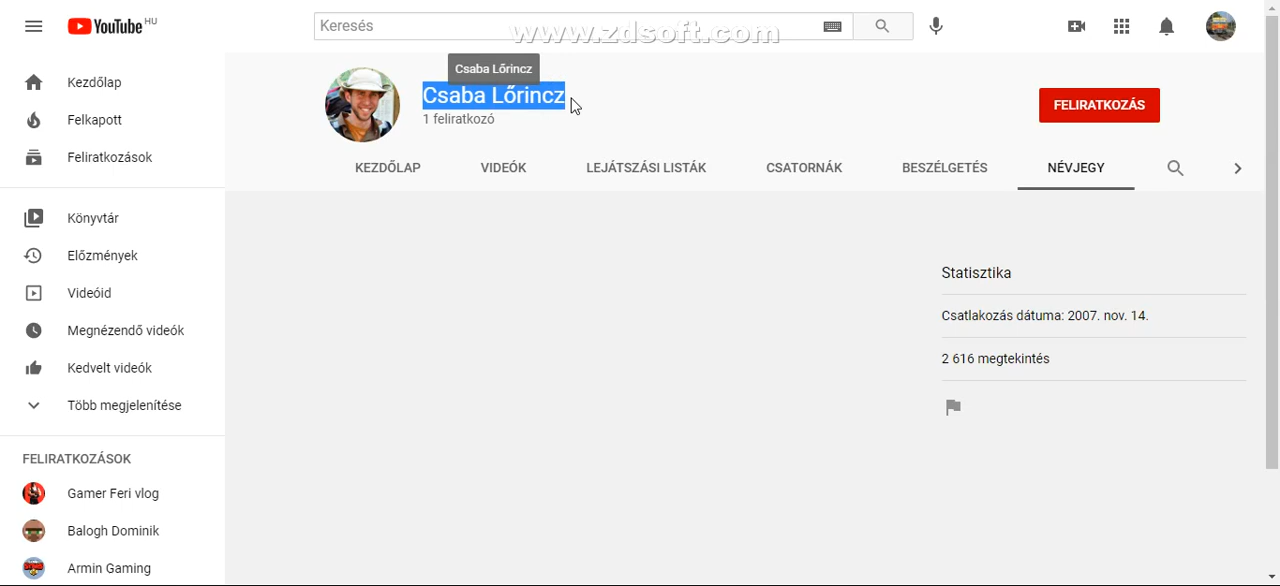 YouTube HU
Keresés
www.zdsoft.com
Kezdőlap
Felkapott
Feliratkozások
Könyvtár
Előzmények
Videóid
Megnézendő videók
Kedvelt videók
Több megjelenítése
FELIRATKOZÁSOK
Gamer Feri vlog
Balogh Dominik
Armin Gaming
Csaba Lőrincz
Csaba Lőrincz
1 feliratkozó
FELIRATKOZÁS
KEZDŐLAP VIDEÓK LEJÁTSZÁSI LISTÁK CSATORNÁK BESZÉLGETÉS NÉVJEGY
Statisztika
Csatlakozás dátuma: 2007. nov. 14.
2 616 megtekintés